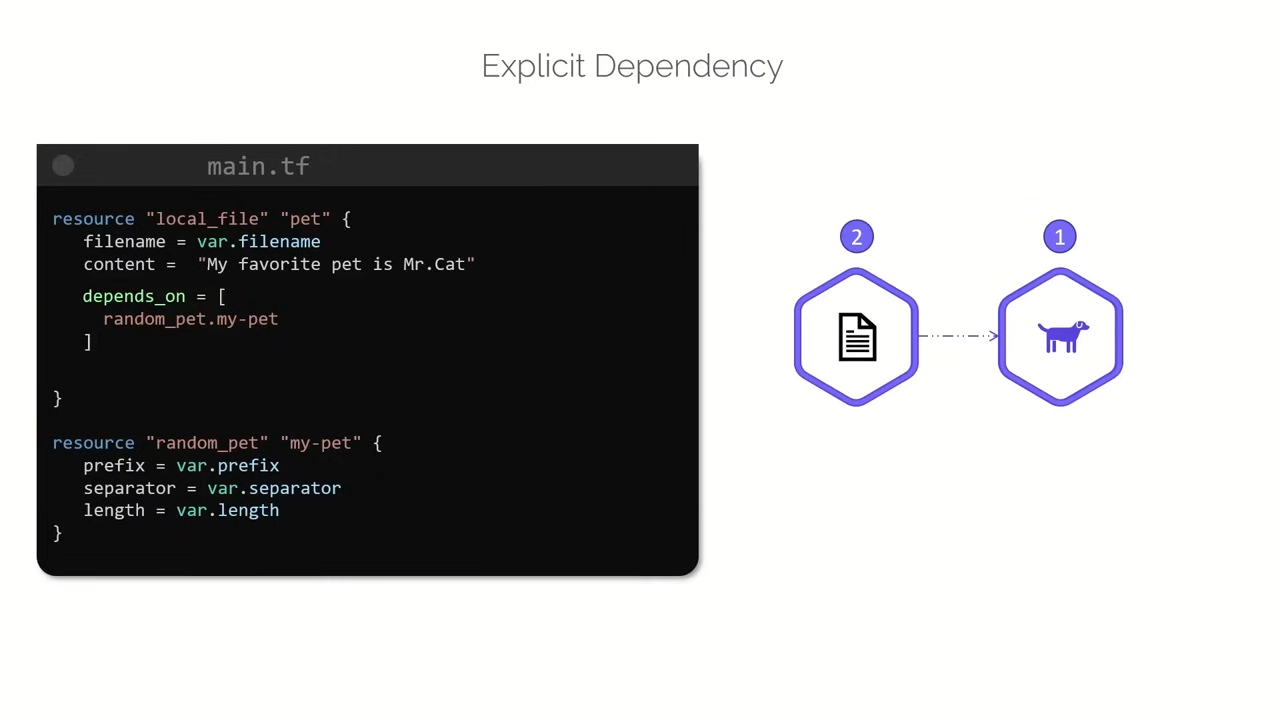 Explicit Dependency
main.tf
resource "local_file" "pet" {
filename = var.filename
content = "My favorite pet is Mr.Cat"
depends_on = [
random_pet.my-pet
]
}
resource "random_pet" "my-pet" {
prefix = var.prefix
separator = var.separator
length = var.length
}
2
1